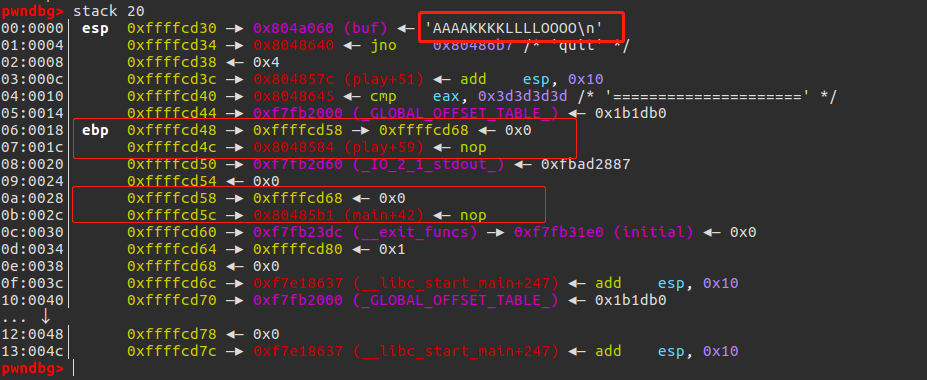 pwndbg> stack 20
00:0000│ esp 0xffffcd30 —▸ 0x804a060 (buf) ◂— 'AAAAKKKKLLLLOOOO\n'
01:0004│ 0xffffcd34 —▸ 0x8048640 ◂— jno 0x80486b7 /* 'quit' */
02:0008│ 0xffffcd38 ◂— 0x4
03:000c│ 0xffffcd3c —▸ 0x804857c (play+51) ◂— add esp, 0x10
04:0010│ 0xffffcd40 —▸ 0x8048645 ◂— cmp eax, 0x3d3d3d3d /* '=====================' */
05:0014│ 0xffffcd44 —▸ 0xf7fb2000 (_GLOBAL_OFFSET_TABLE_) ◂— 0x1b1db0
06:0018│ ebp 0xffffcd48 —▸ 0xffffcd58 —▸ 0xffffcd68 ◂— 0x0
07:001c│ 0xffffcd4c —▸ 0x8048584 (play+59) ◂— nop
08:0020│ 0xffffcd50 —▸ 0xf7fb2d60 (_IO_2_1_stdout_) ◂— 0xfbad2887
09:0024│ 0xffffcd54 ◂— 0x0
0a:0028│ 0xffffcd58 —▸ 0xffffcd68 ◂— 0x0
0b:002c│ 0xffffcd5c —▸ 0x80485b1 (main+42) ◂— nop
0c:0030│ 0xffffcd60 —▸ 0xf7fb23dc (__exit_funcs) —▸ 0xf7fb31e0 (initial) ◂— 0x0
0d:0034│ 0xffffcd64 —▸ 0xffffcd80 ◂— 0x1
0e:0038│ 0xffffcd68 ◂— 0x0
0f:003c│ 0xffffcd6c —▸ 0xf7e18637 (__libc_start_main+247) ◂— add esp, 0x10
10:0040│ 0xffffcd70 —▸ 0xf7fb2000 (_GLOBAL_OFFSET_TABLE_) ◂— 0x1b1db0
... ↓
12:0048│ 0xffffcd78 ◂— 0x0
13:004c│ 0xffffcd7c —▸ 0xf7e18637 (__libc_start_main+247) ◂— add esp, 0x10
pwndbg>